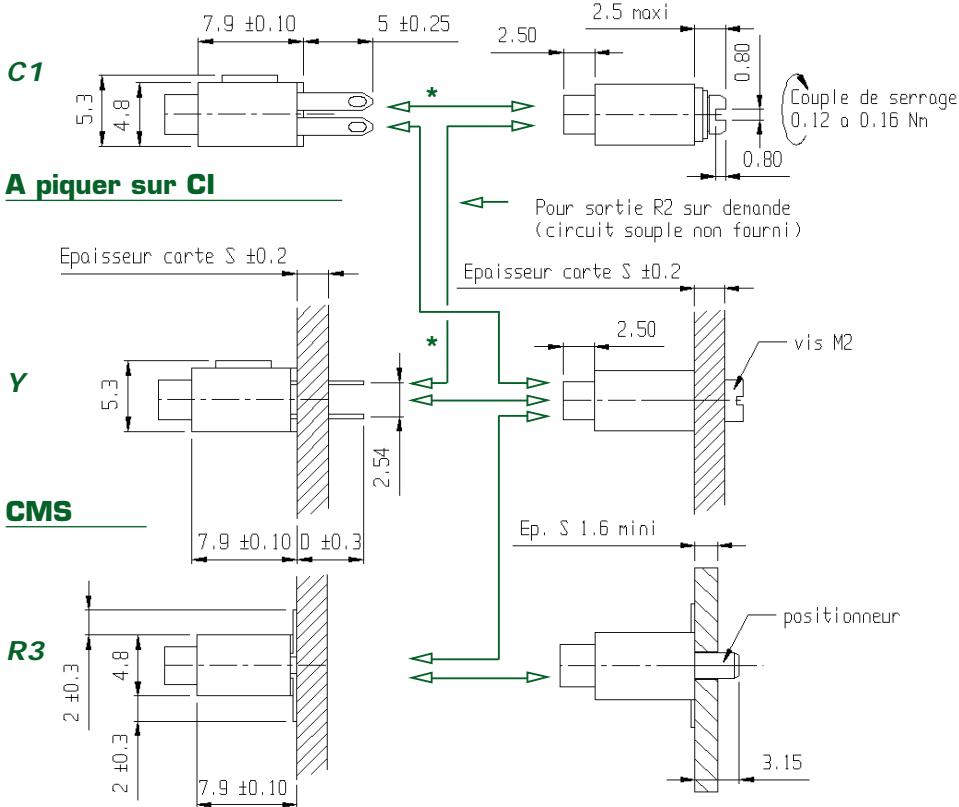 7.9 ±0.10
5 ±0.25
2.5 maxi
2.50
0.80
C1
5.3
4.8
*
Couple de serrage
0.12 a 0.16 Nm
0.80
A piquer sur CI
Pour sortie R2 sur demande
(circuit souple non fourni)
Epaisseur carte S ±0.2
Epaisseur carte S ±0.2
*
2.50
vis M2
Y
5.3
2.54
CMS
7.9 ±0.10
D ±0.3
Ep. S 1.6 mini
positionneur
R3
2 ±0.3
4.8
2 ±0.3
3.15
7.9 ±0.10